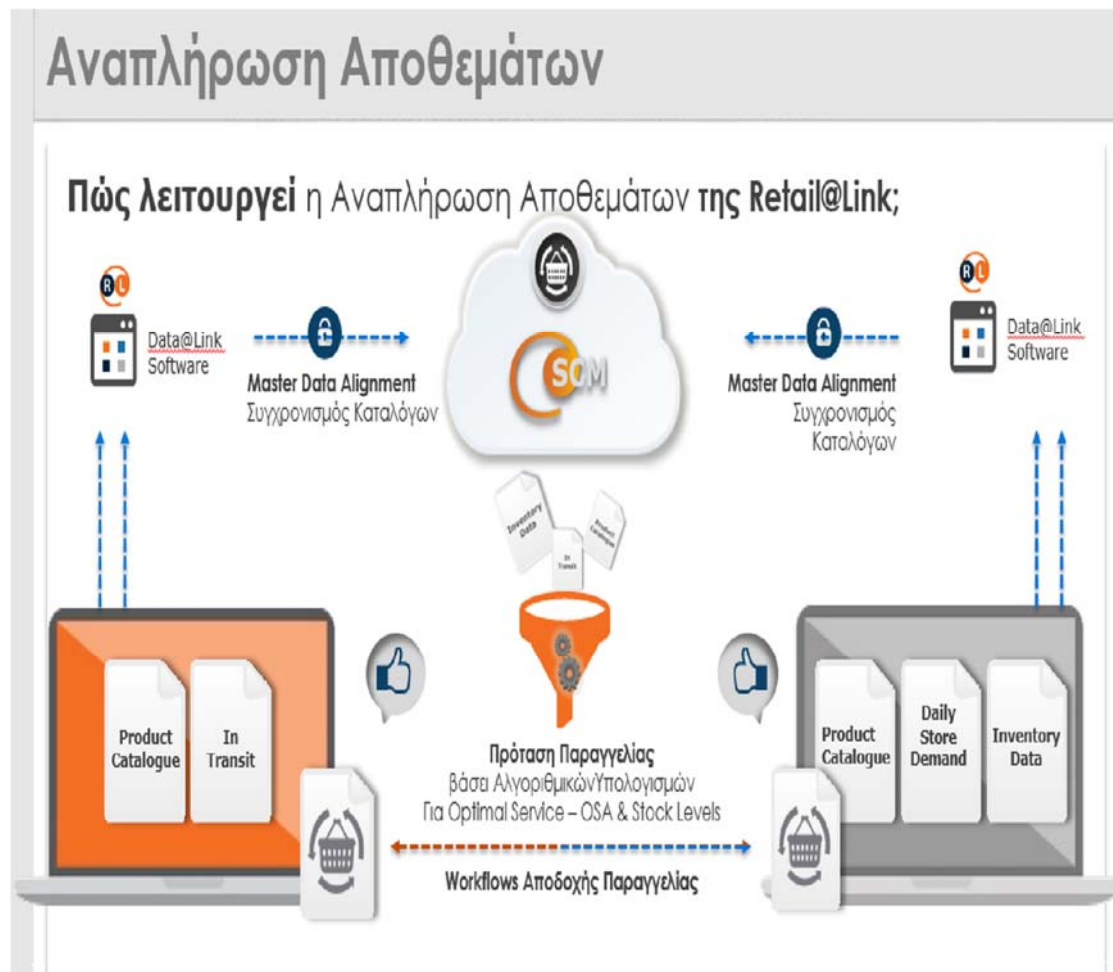 Αναπλήρωση Αποθεμάτων
Πώς λειτουργεί η Αναπλήρωση Αποθεμάτων της Retail@Link;
R L
Data@Link
Software
Master Data Alignment
Συγχρονισμός Καταλόγων
SCM
Master Data Alignment
Συγχρονισμός
Καταλόγων
R L
Data@Link
Software
Inventory
Data
In
Transit
Product
Catalogue
Product
Catalogue
In
Transit
Πρόταση Παραγγελίας
βάσει ΑλγοριθμικώνΥπολογισμών
Για Optimal Service – OSA & Stock Levels
Workflows Αποδοχής Παραγγελίας
Product
Catalogue
Daily
Store
Demand
Inventory
Data